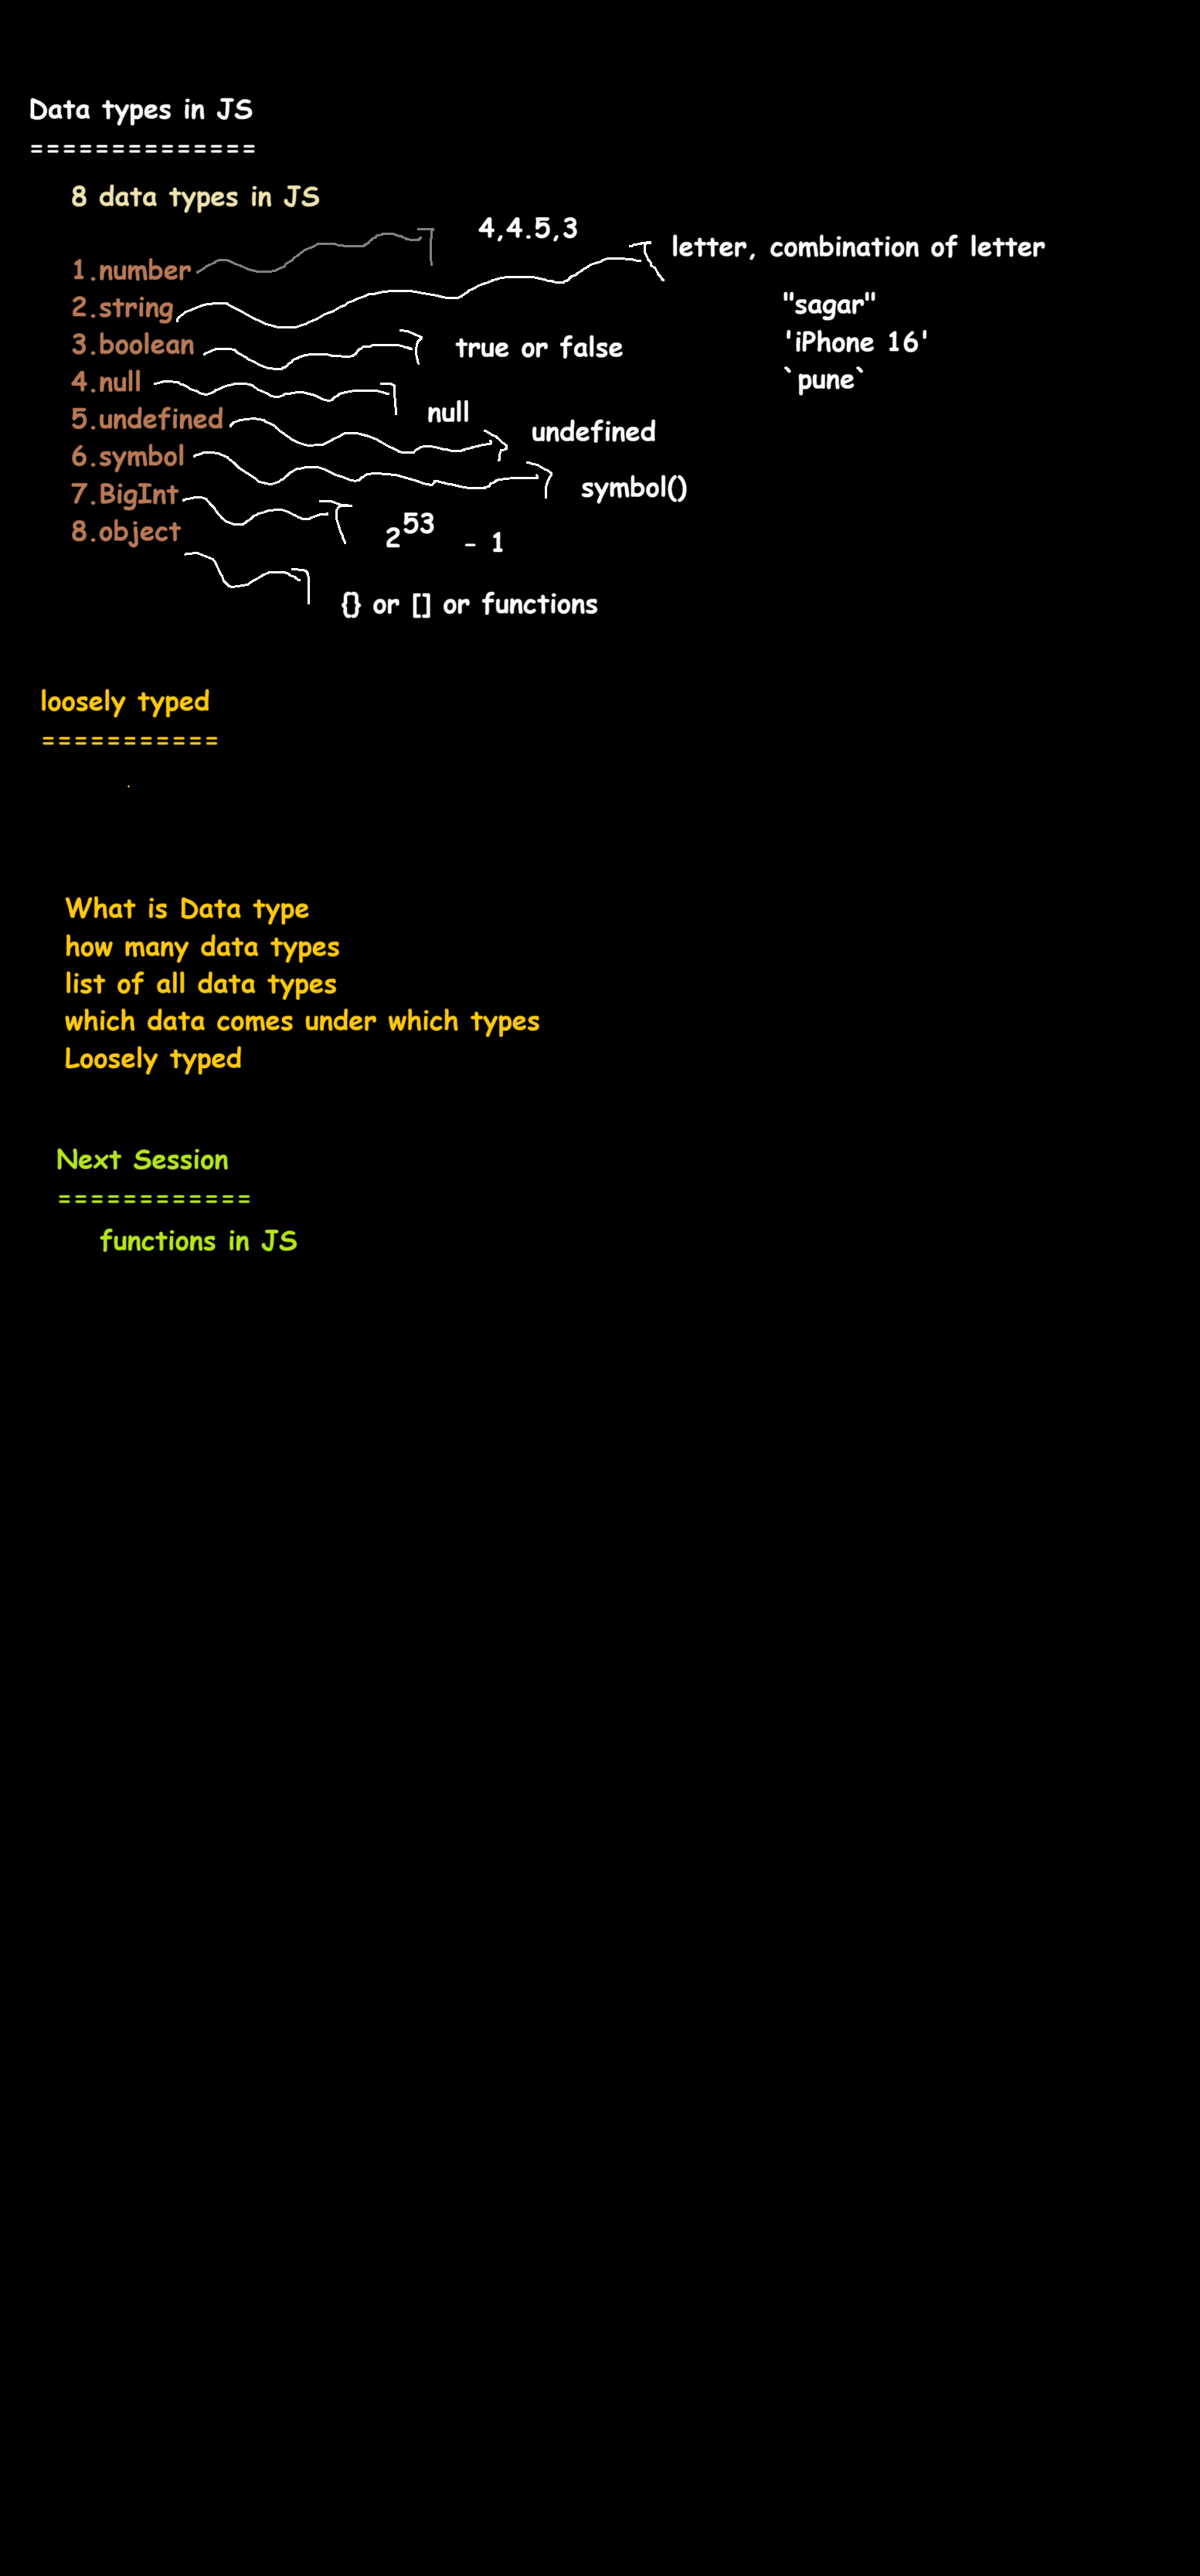 Data types in JS
==============
8 data types in JS
1.number
4,4.5,3
2.string
letter, combination of letter
"sagar"
'iPhone 16'
`pune`
3.boolean
true or false
4.null
null
5.undefined
undefined
6.symbol
symbol()
7.BigInt
2^53 - 1
8.object
{} or [] or functions
loosely typed
===========
What is Data type
how many data types
list of all data types
which data comes under which types
Loosely typed
Next Session
============
functions in JS